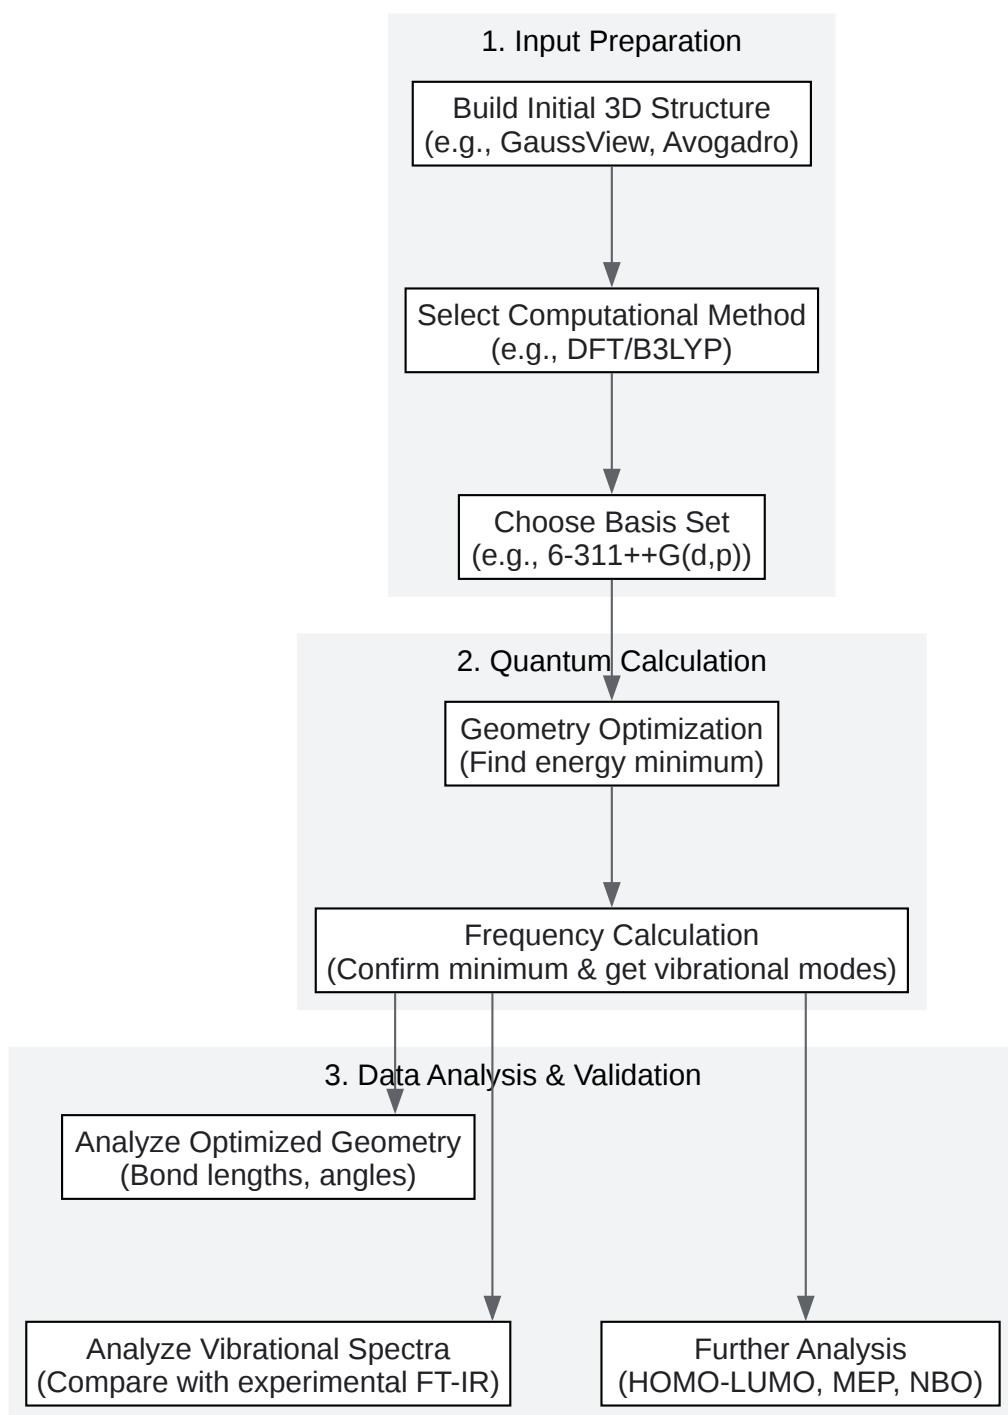 1. Input Preparation
Build Initial 3D Structure
(e.g., GaussView, Avogadro)
Select Computational Method
(e.g., DFT/B3LYP)
Choose Basis Set
(e.g., 6-311++G(d,p))
2. Quantum Calculation
Geometry Optimization
(Find energy minimum)
Frequency Calculation
(Confirm minimum & get vibrational modes)
3. Data Analysis & Validation
Analyze Optimized Geometry
(Bond lengths, angles)
Analyze Vibrational Spectra
(Compare with experimental FT-IR)
Further Analysis
(HOMO-LUMO, MEP, NBO)